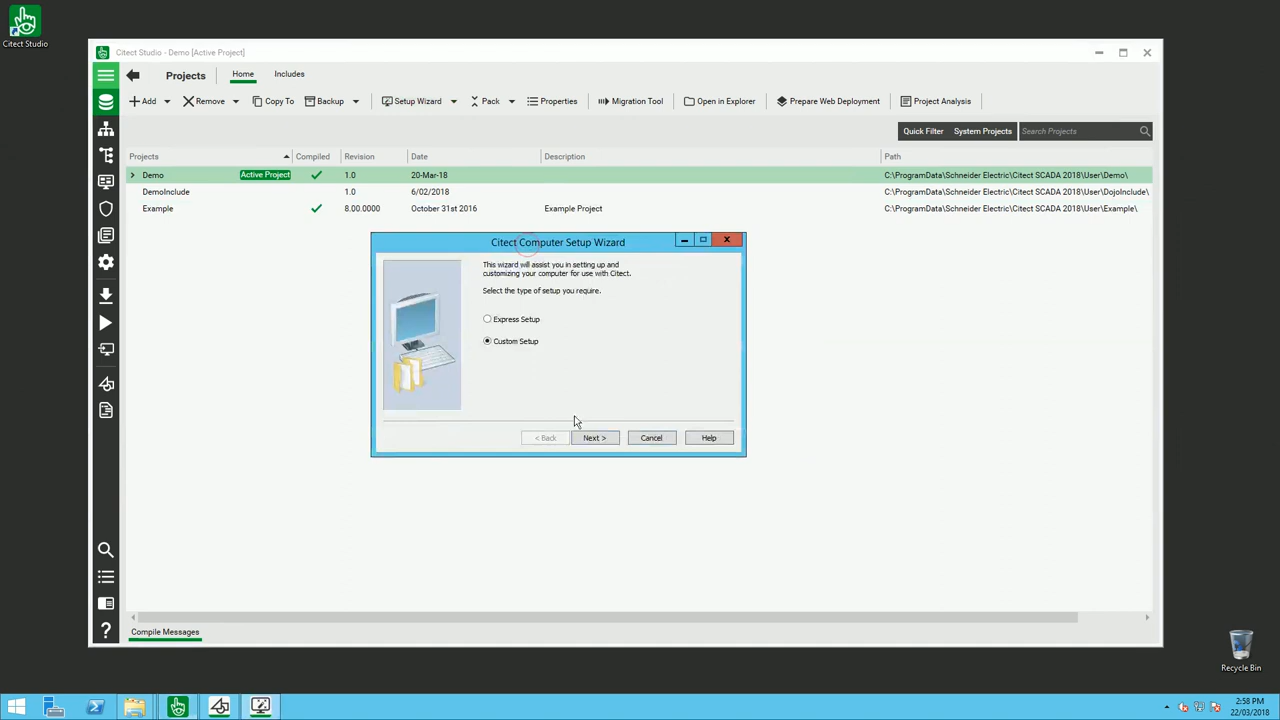 Citect Studio
Citect Studio - Demo [Active Project]
Projects Home Includes
Add Remove Copy To Backup Setup Wizard Pack Properties Migration Tool Open in Explorer Prepare Web Deployment Project Analysis
Quick Filter System Projects Search Projects
Projects Compiled Revision Date Description Path
Demo Active Project 1.0 20-Mar-18 C:\ProgramData\Schneider Electric\Citect SCADA 2018\User\Demo\
DemoInclude 1.0 6/02/2018 C:\ProgramData\Schneider Electric\Citect SCADA 2018\User\DojoInclude\
Example 8.00.0000 October 31st 2016 Example Project C:\ProgramData\Schneider Electric\Citect SCADA 2018\User\Example\
Citect Computer Setup Wizard
This wizard will assist you in setting up and
customizing your computer for use with Citect.
Select the type of setup you require.
Express Setup
Custom Setup
< Back Next > Cancel Help
Compile Messages
Recycle Bin
2:58 PM
22/03/2018